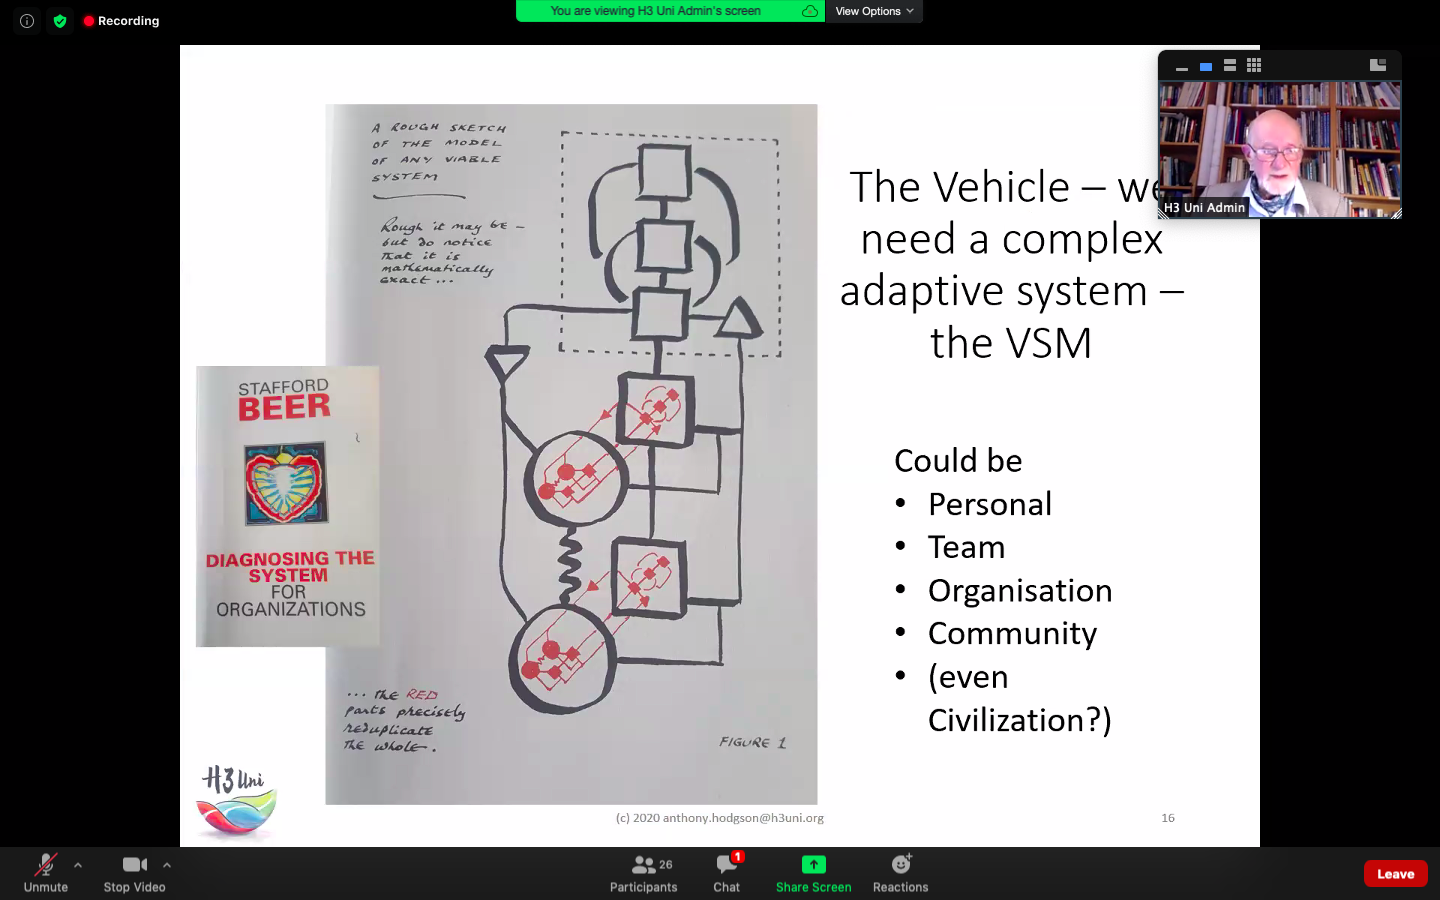 Recording
You are viewing H3 Uni Admin's screen
View Options
H3 Uni Admin
A ROUGH SKETCH
OF THE MODEL
OF ANY VIABLE
SYSTEM
Rough it may be –
but do notice
that it is
mathematically
exact ...
... the RED
parts precisely
reduplicate
the whole.
FIGURE 1
STAFFORD
BEER
DIAGNOSING THE
SYSTEM
FOR
ORGANIZATIONS
The Vehicle – we
need a complex
adaptive system –
the VSM
Could be
• Personal
• Team
• Organisation
• Community
• (even
Civilization?)
H3 Uni
(c) 2020 anthony.hodgson@h3uni.org
16
Unmute
Stop Video
26
Participants
1
Chat
Share Screen
Reactions
Leave